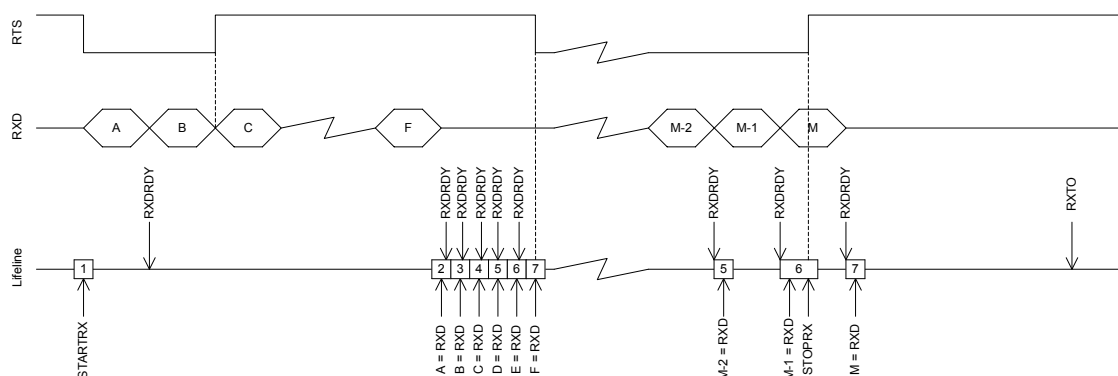 RTS
RXD
A
B
C
F
M-2
M-1
M
Lifeline
RXDRDY
RXDRDY
RXDRDY
RXDRDY
RXDRDY
RXDRDY
RXDRDY
RXDRDY
RXDRDY
RXTO
1
2
3
4
5
6
7
5
6
7
STARTRX
A = RXD
B = RXD
C = RXD
D = RXD
E = RXD
F = RXD
M-2 = RXD
M-1 = RXD
STOPRX
M = RXD